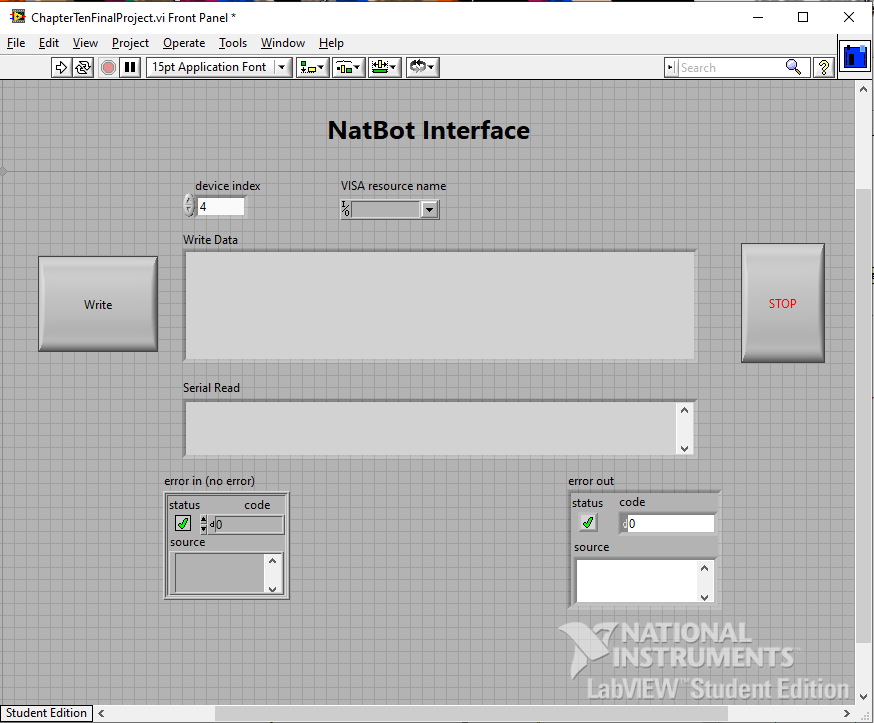 ChapterTenFinalProject.vi Front Panel *
File Edit View Project Operate Tools Window Help
15pt Application Font Search ?
NatBot Interface
device index VISA resource name
4 I/O
Write Data
Write
STOP
Serial Read
error in (no error) error out
status code status code
d0 d0
source source
NATIONAL
INSTRUMENTS™
LabVIEW™ Student Edition
Student Edition